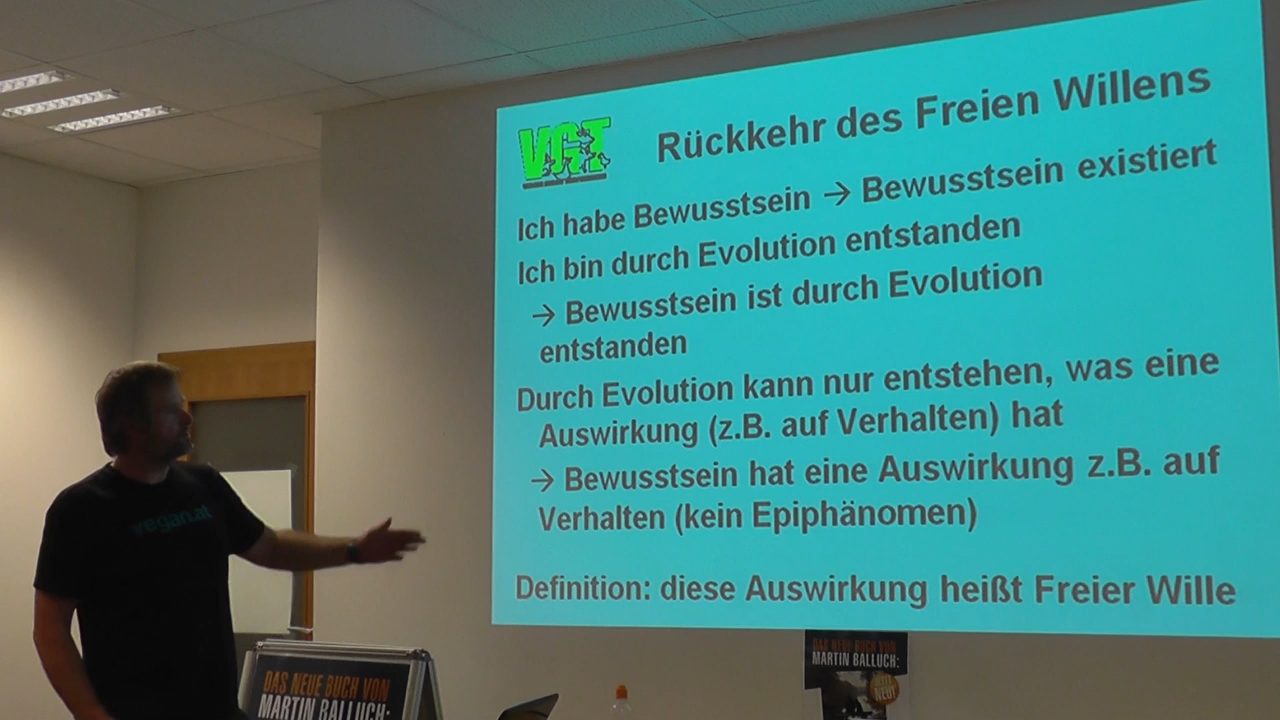 VGT
Rückkehr des Freien Willens
Ich habe Bewusstsein → Bewusstsein existiert
Ich bin durch Evolution entstanden
→ Bewusstsein ist durch Evolution
entstanden
Durch Evolution kann nur entstehen, was eine
Auswirkung (z.B. auf Verhalten) hat
→ Bewusstsein hat eine Auswirkung z.B. auf
Verhalten (kein Epiphänomen)
Definition: diese Auswirkung heißt Freier Wille
vegan.at
DAS NEUE BUCH VON
MARTIN BALLUCH:
DAS NEUE BUCH VON
MARTIN BALLUCH: